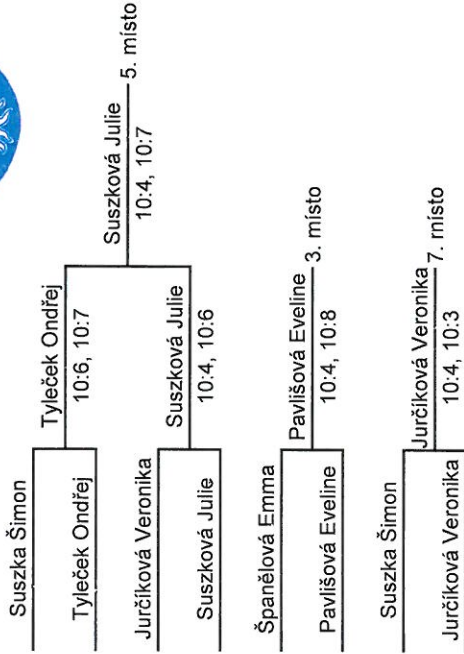 Suszka Šimon
Tyleček Ondřej
Tyleček Ondřej
10:6, 10:7
Jurčíková Veronika
Suszková Julie
Suszková Julie
10:4, 10:6
Suszková Julie
10:4, 10:7
5. místo
Španělová Emma
Pavlišová Eveline
Pavlišová Eveline
10:4, 10:8
3. místo
Suszka Šimon
Jurčíková Veronika
Jurčíková Veronika
10:4, 10:3
7. místo